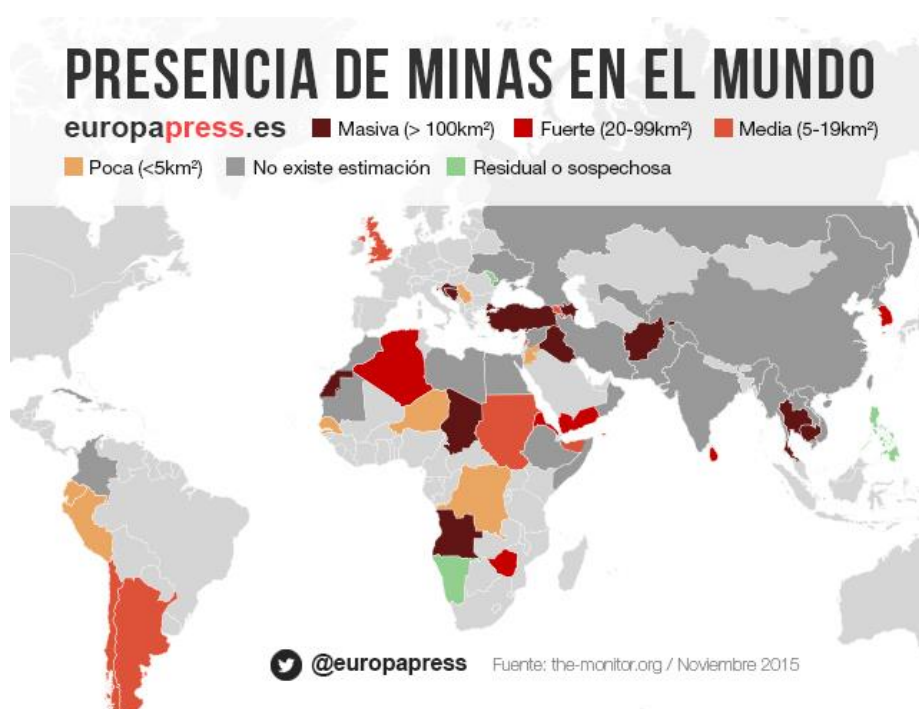 PRESENCIA DE MINAS EN EL MUNDO
europapress.es Masiva (> 100km²) Fuerte (20-99km²) Media (5-19km²)
Poca (<5km²) No existe estimación Residual o sospechosa
@europapress Fuente: the-monitor.org / Noviembre 2015